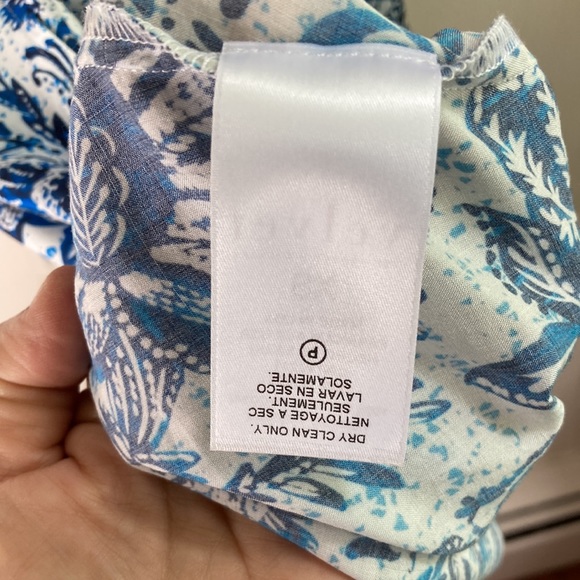 DRY CLEAN ONLY.
NETTOYAGE A SEC
SEULEMENT.
LAVAR EN SECO
SOLAMENTE.
P